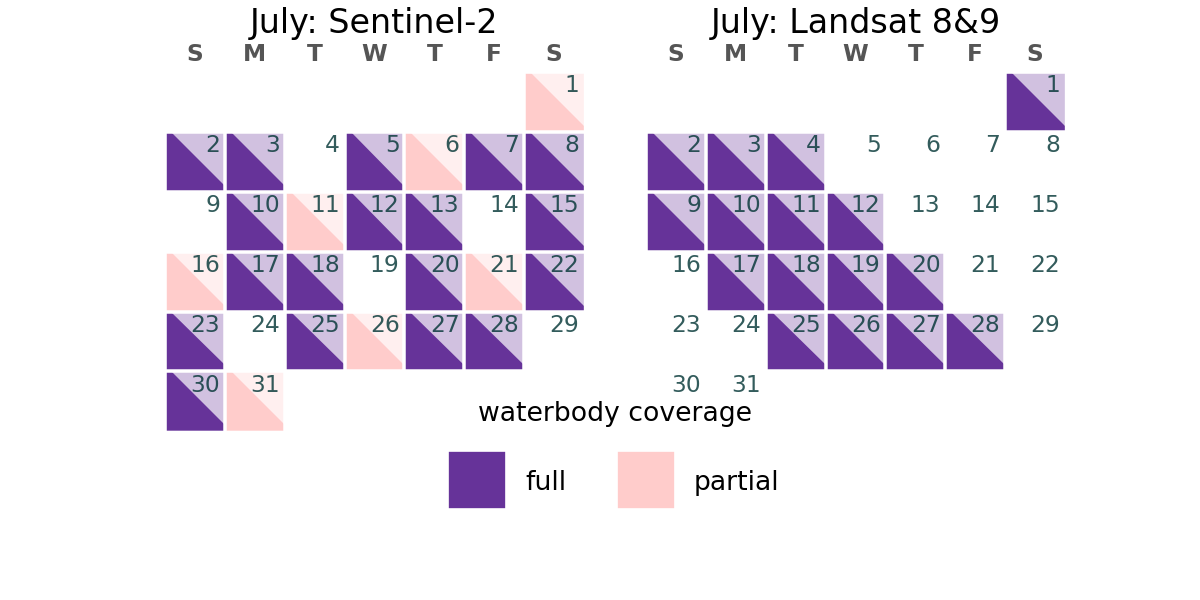 July: Sentinel-2
S M T W T F S
1
2 3 4 5 6 7 8
9 10 11 12 13 14 15
16 17 18 19 20 21 22
23 24 25 26 27 28 29
30 31
July: Landsat 8&9
S M T W T F S
1
2 3 4 5 6 7 8
9 10 11 12 13 14 15
16 17 18 19 20 21 22
23 24 25 26 27 28 29
30 31
waterbody coverage
full partial